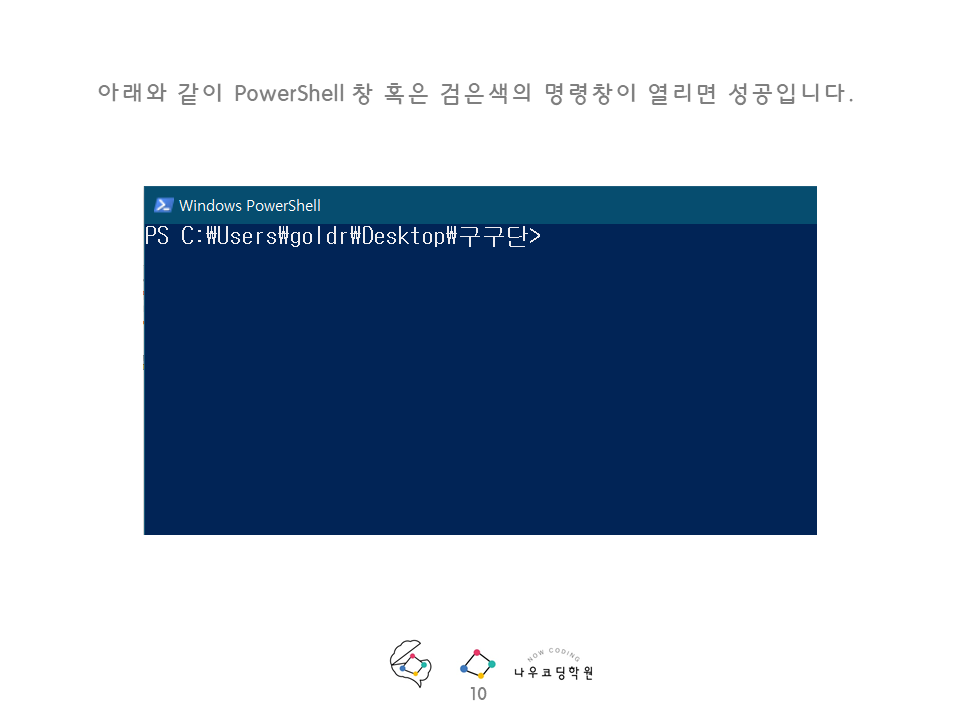 아래와 같이 PowerShell 창 혹은 검은색의 명령창이 열리면 성공입니다.
Windows PowerShell
PS C:₩Users₩goldr₩Desktop₩구구단>
NOW CODING
나우코딩학원
10